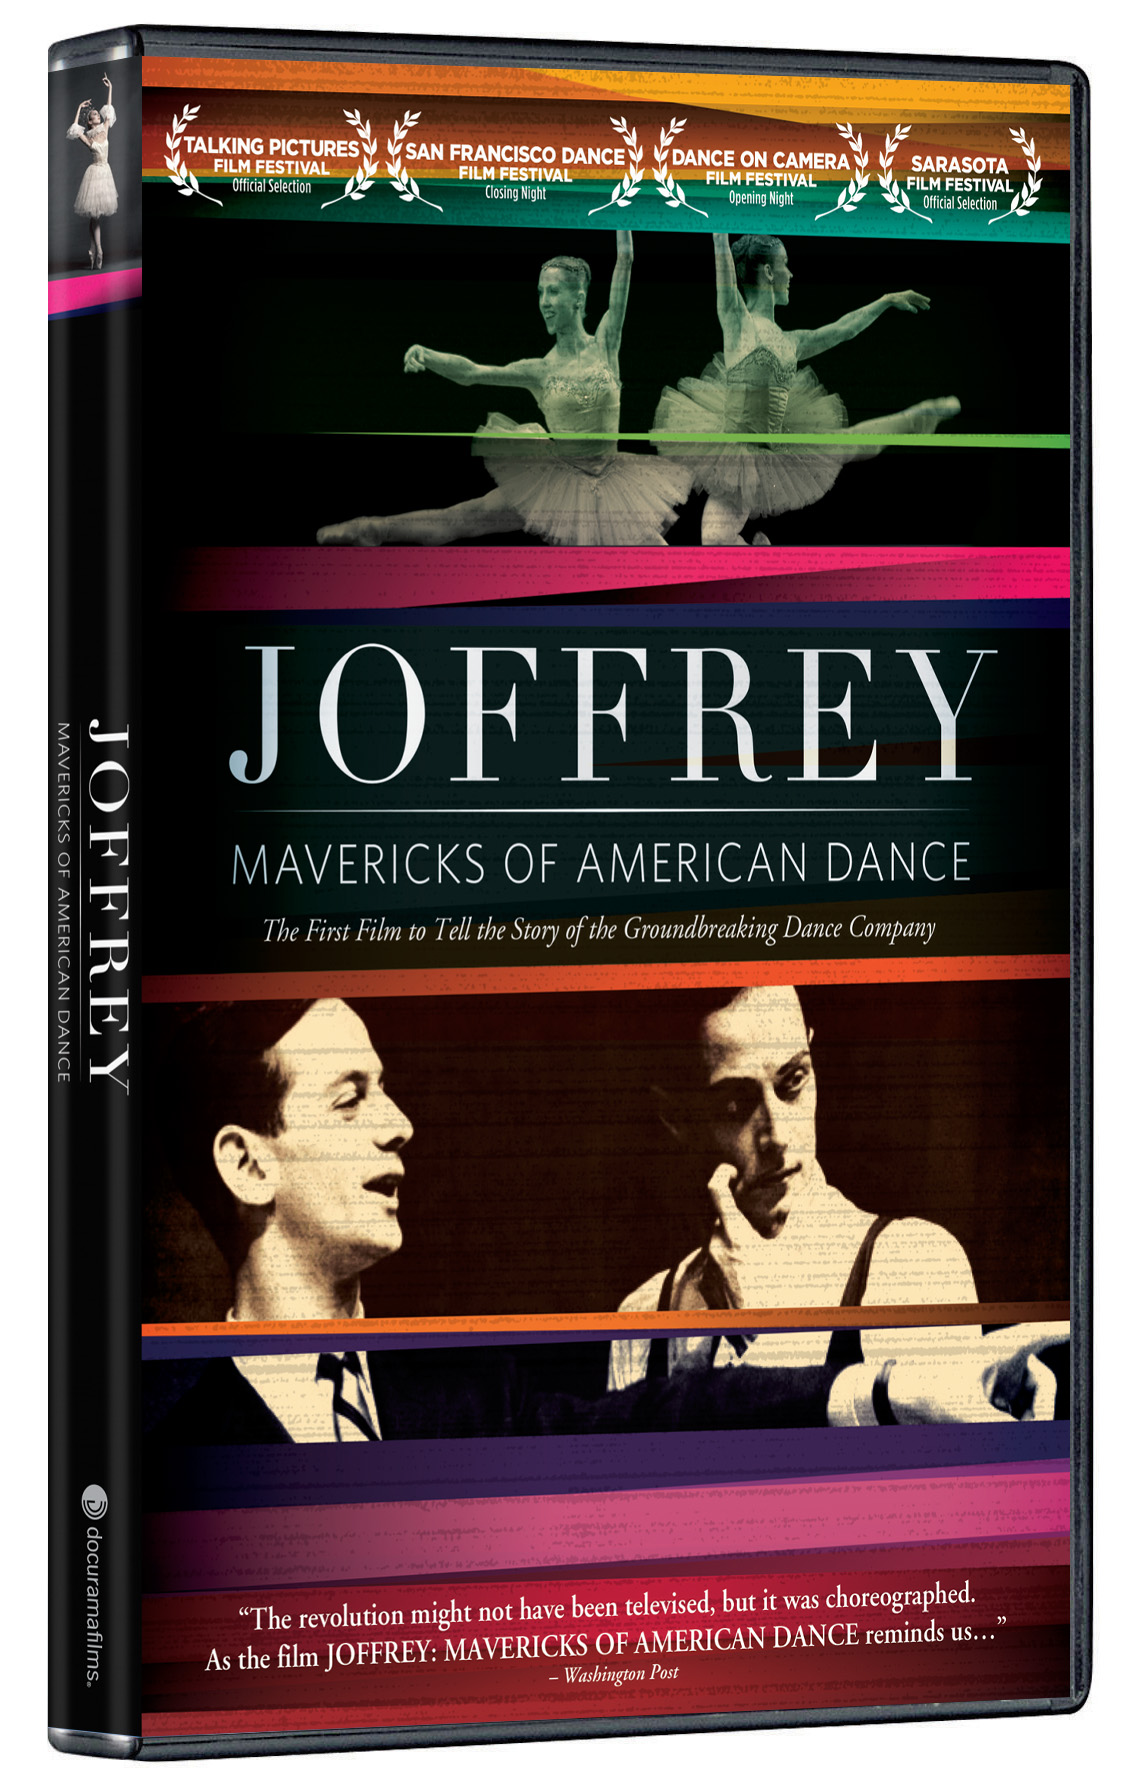 TALKING PICTURES
FILM FESTIVAL
Official Selection
SAN FRANCISCO DANCE
FILM FESTIVAL
Closing Night
DANCE ON CAMERA
FILM FESTIVAL
Opening Night
SARASOTA
FILM FESTIVAL
Official Selection
JOFFREY
MAVERICKS OF AMERICAN DANCE
The First Film to Tell the Story of the Groundbreaking Dance Company
“The revolution might not have been televised, but it was choreographed.
As the film JOFFREY: MAVERICKS OF AMERICAN DANCE reminds us…”
– Washington Post
JOFFREY
MAVERICKS OF AMERICAN DANCE
docuramafilms®